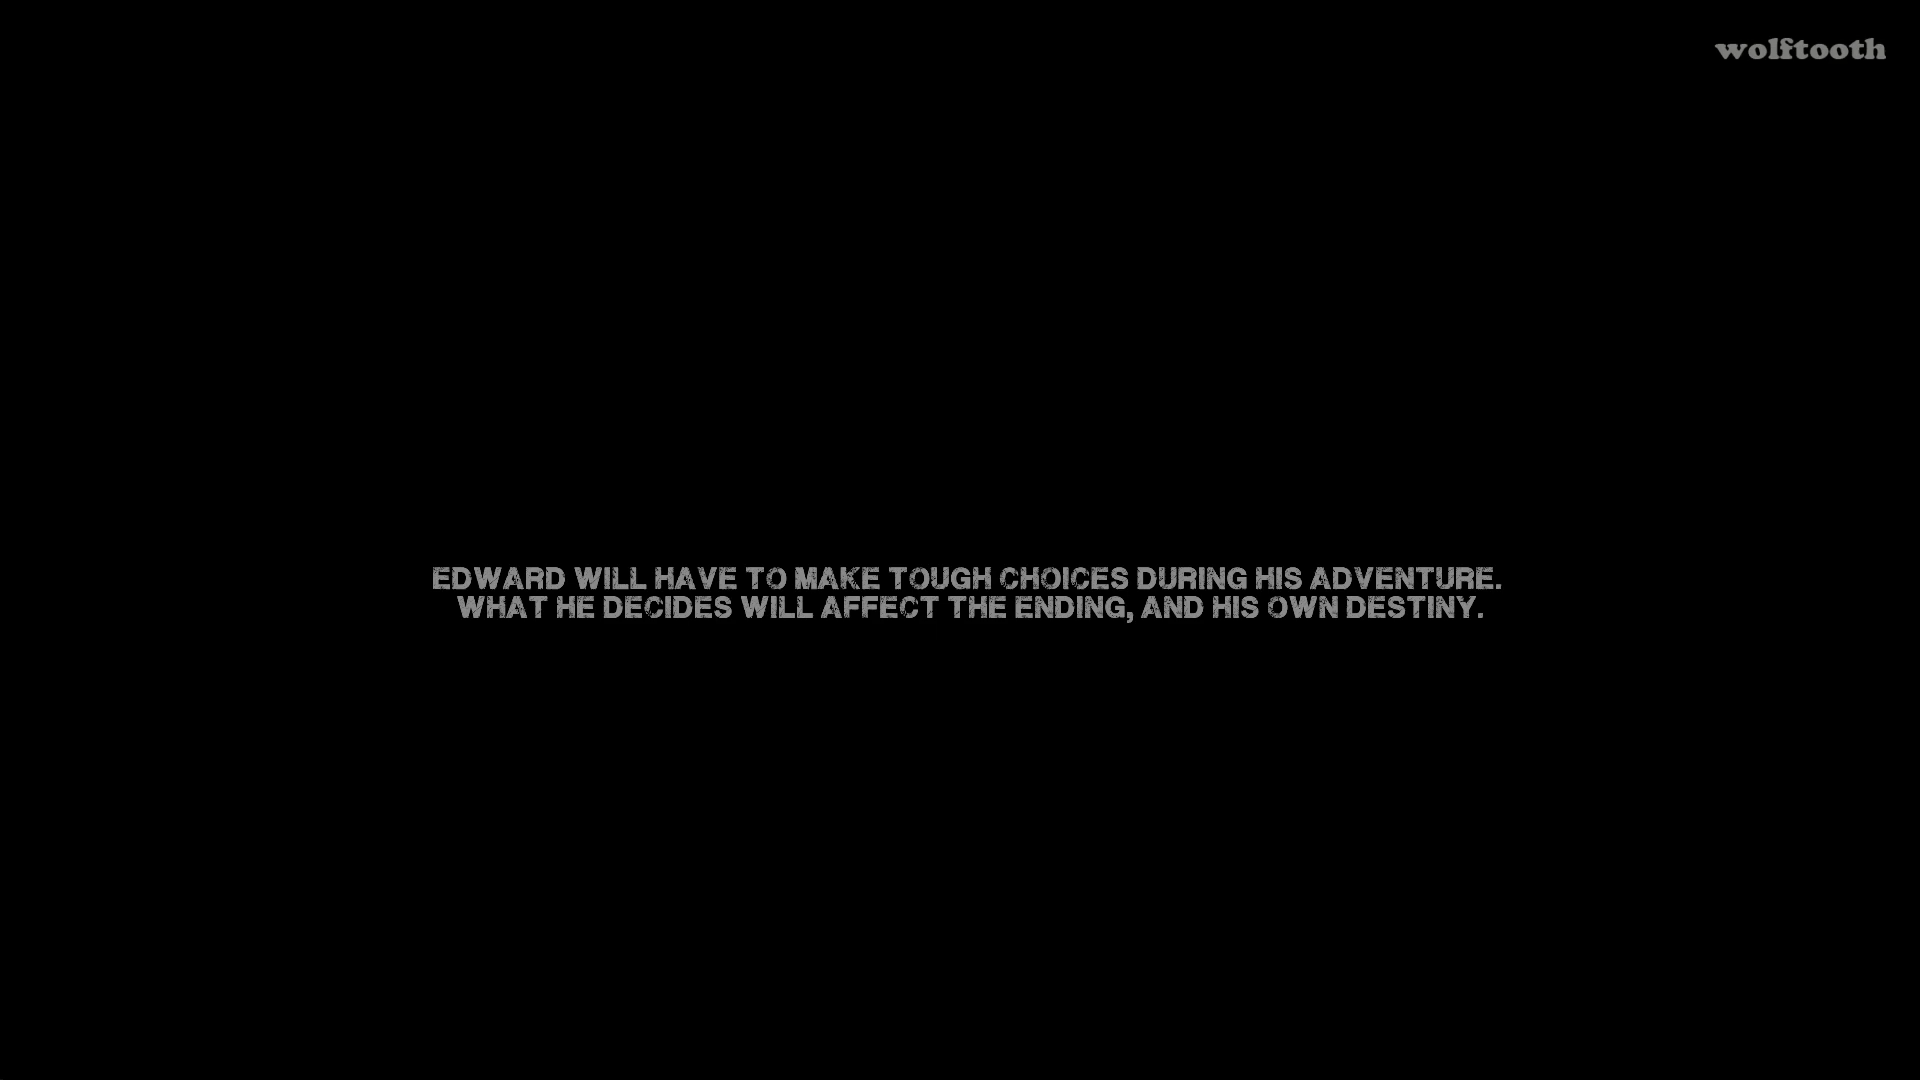 wolftooth
EDWARD WILL HAVE TO MAKE TOUGH CHOICES DURING HIS ADVENTURE.
WHAT HE DECIDES WILL AFFECT THE ENDING, AND HIS OWN DESTINY.